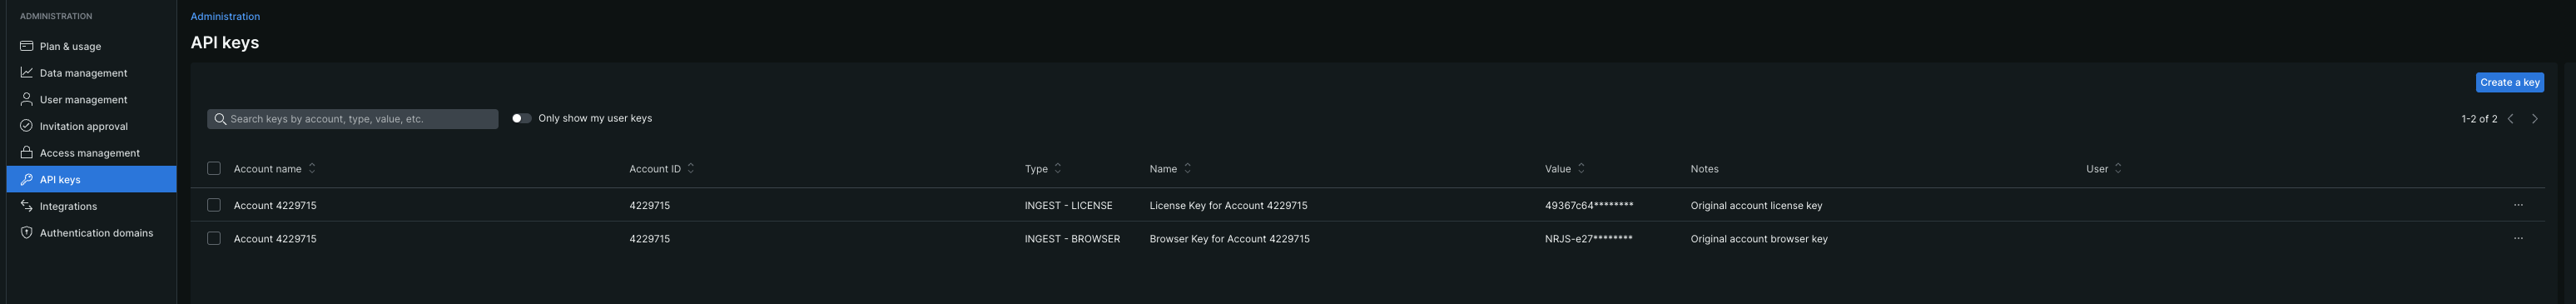 ADMINISTRATION
Plan & usage
Data management
User management
Invitation approval
Access management
API keys
Integrations
Authentication domains
Administration
API keys
Create a key
Search keys by account, type, value, etc.
Only show my user keys
1-2 of 2
Account name Account ID Type Name Value Notes User
Account 4229715 4229715 INGEST - LICENSE License Key for Account 4229715 49367c64******** Original account license key ...
Account 4229715 4229715 INGEST - BROWSER Browser Key for Account 4229715 NRJS-e27******** Original account browser key ...